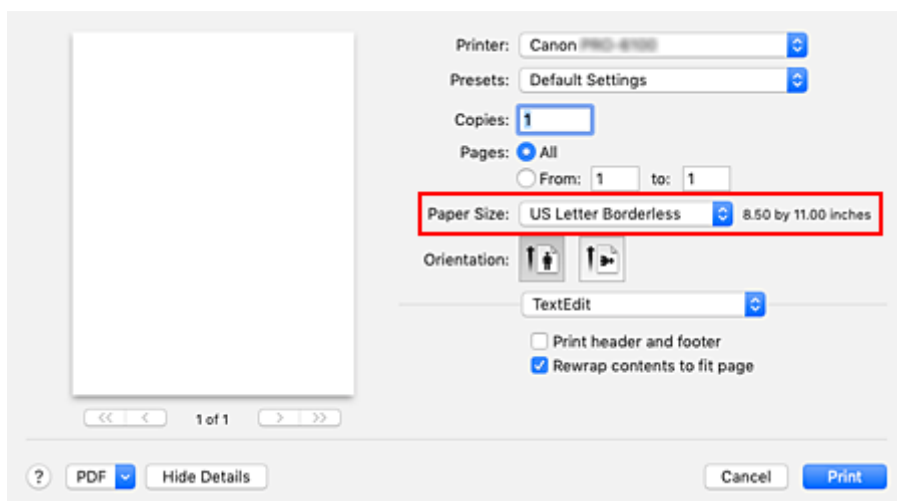 Printer: Canon
Presets: Default Settings
Copies: 1
Pages: All
From: 1 to: 1
Paper Size: US Letter Borderless 8.50 by 11.00 inches
Orientation:
TextEdit
Print header and footer
Rewrap contents to fit page
1 of 1
? PDF Hide Details Cancel Print